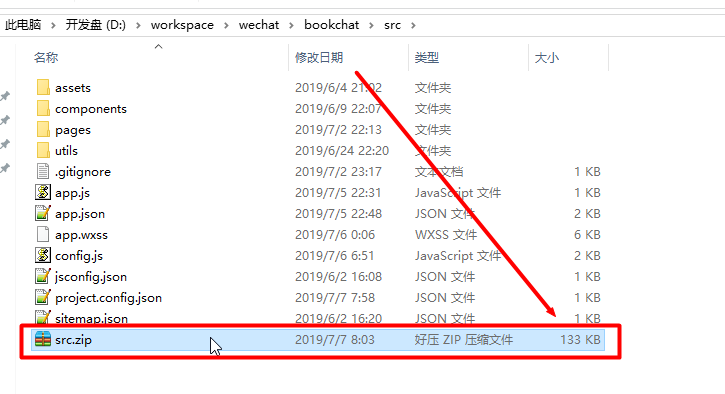 此电脑 > 开发盘 (D:) > workspace > wechat > bookchat > src >
名称 修改日期 类型 大小
assets 2019/6/4 21:02 文件夹
components 2019/6/9 22:07 文件夹
pages 2019/7/2 22:13 文件夹
utils 2019/6/24 22:20 文件夹
.gitignore 2019/7/2 23:17 文本文档 1 KB
app.js 2019/7/5 22:31 JavaScript 文件 1 KB
app.json 2019/7/5 22:48 JSON 文件 2 KB
app.wxss 2019/7/6 0:06 WXSS 文件 6 KB
config.js 2019/7/6 6:51 JavaScript 文件 2 KB
jsconfig.json 2019/6/2 16:08 JSON 文件 1 KB
project.config.json 2019/7/7 7:58 JSON 文件 1 KB
sitemap.json 2019/6/2 16:20 JSON 文件 1 KB
src.zip 2019/7/7 8:03 好压 ZIP 压缩文件 133 KB